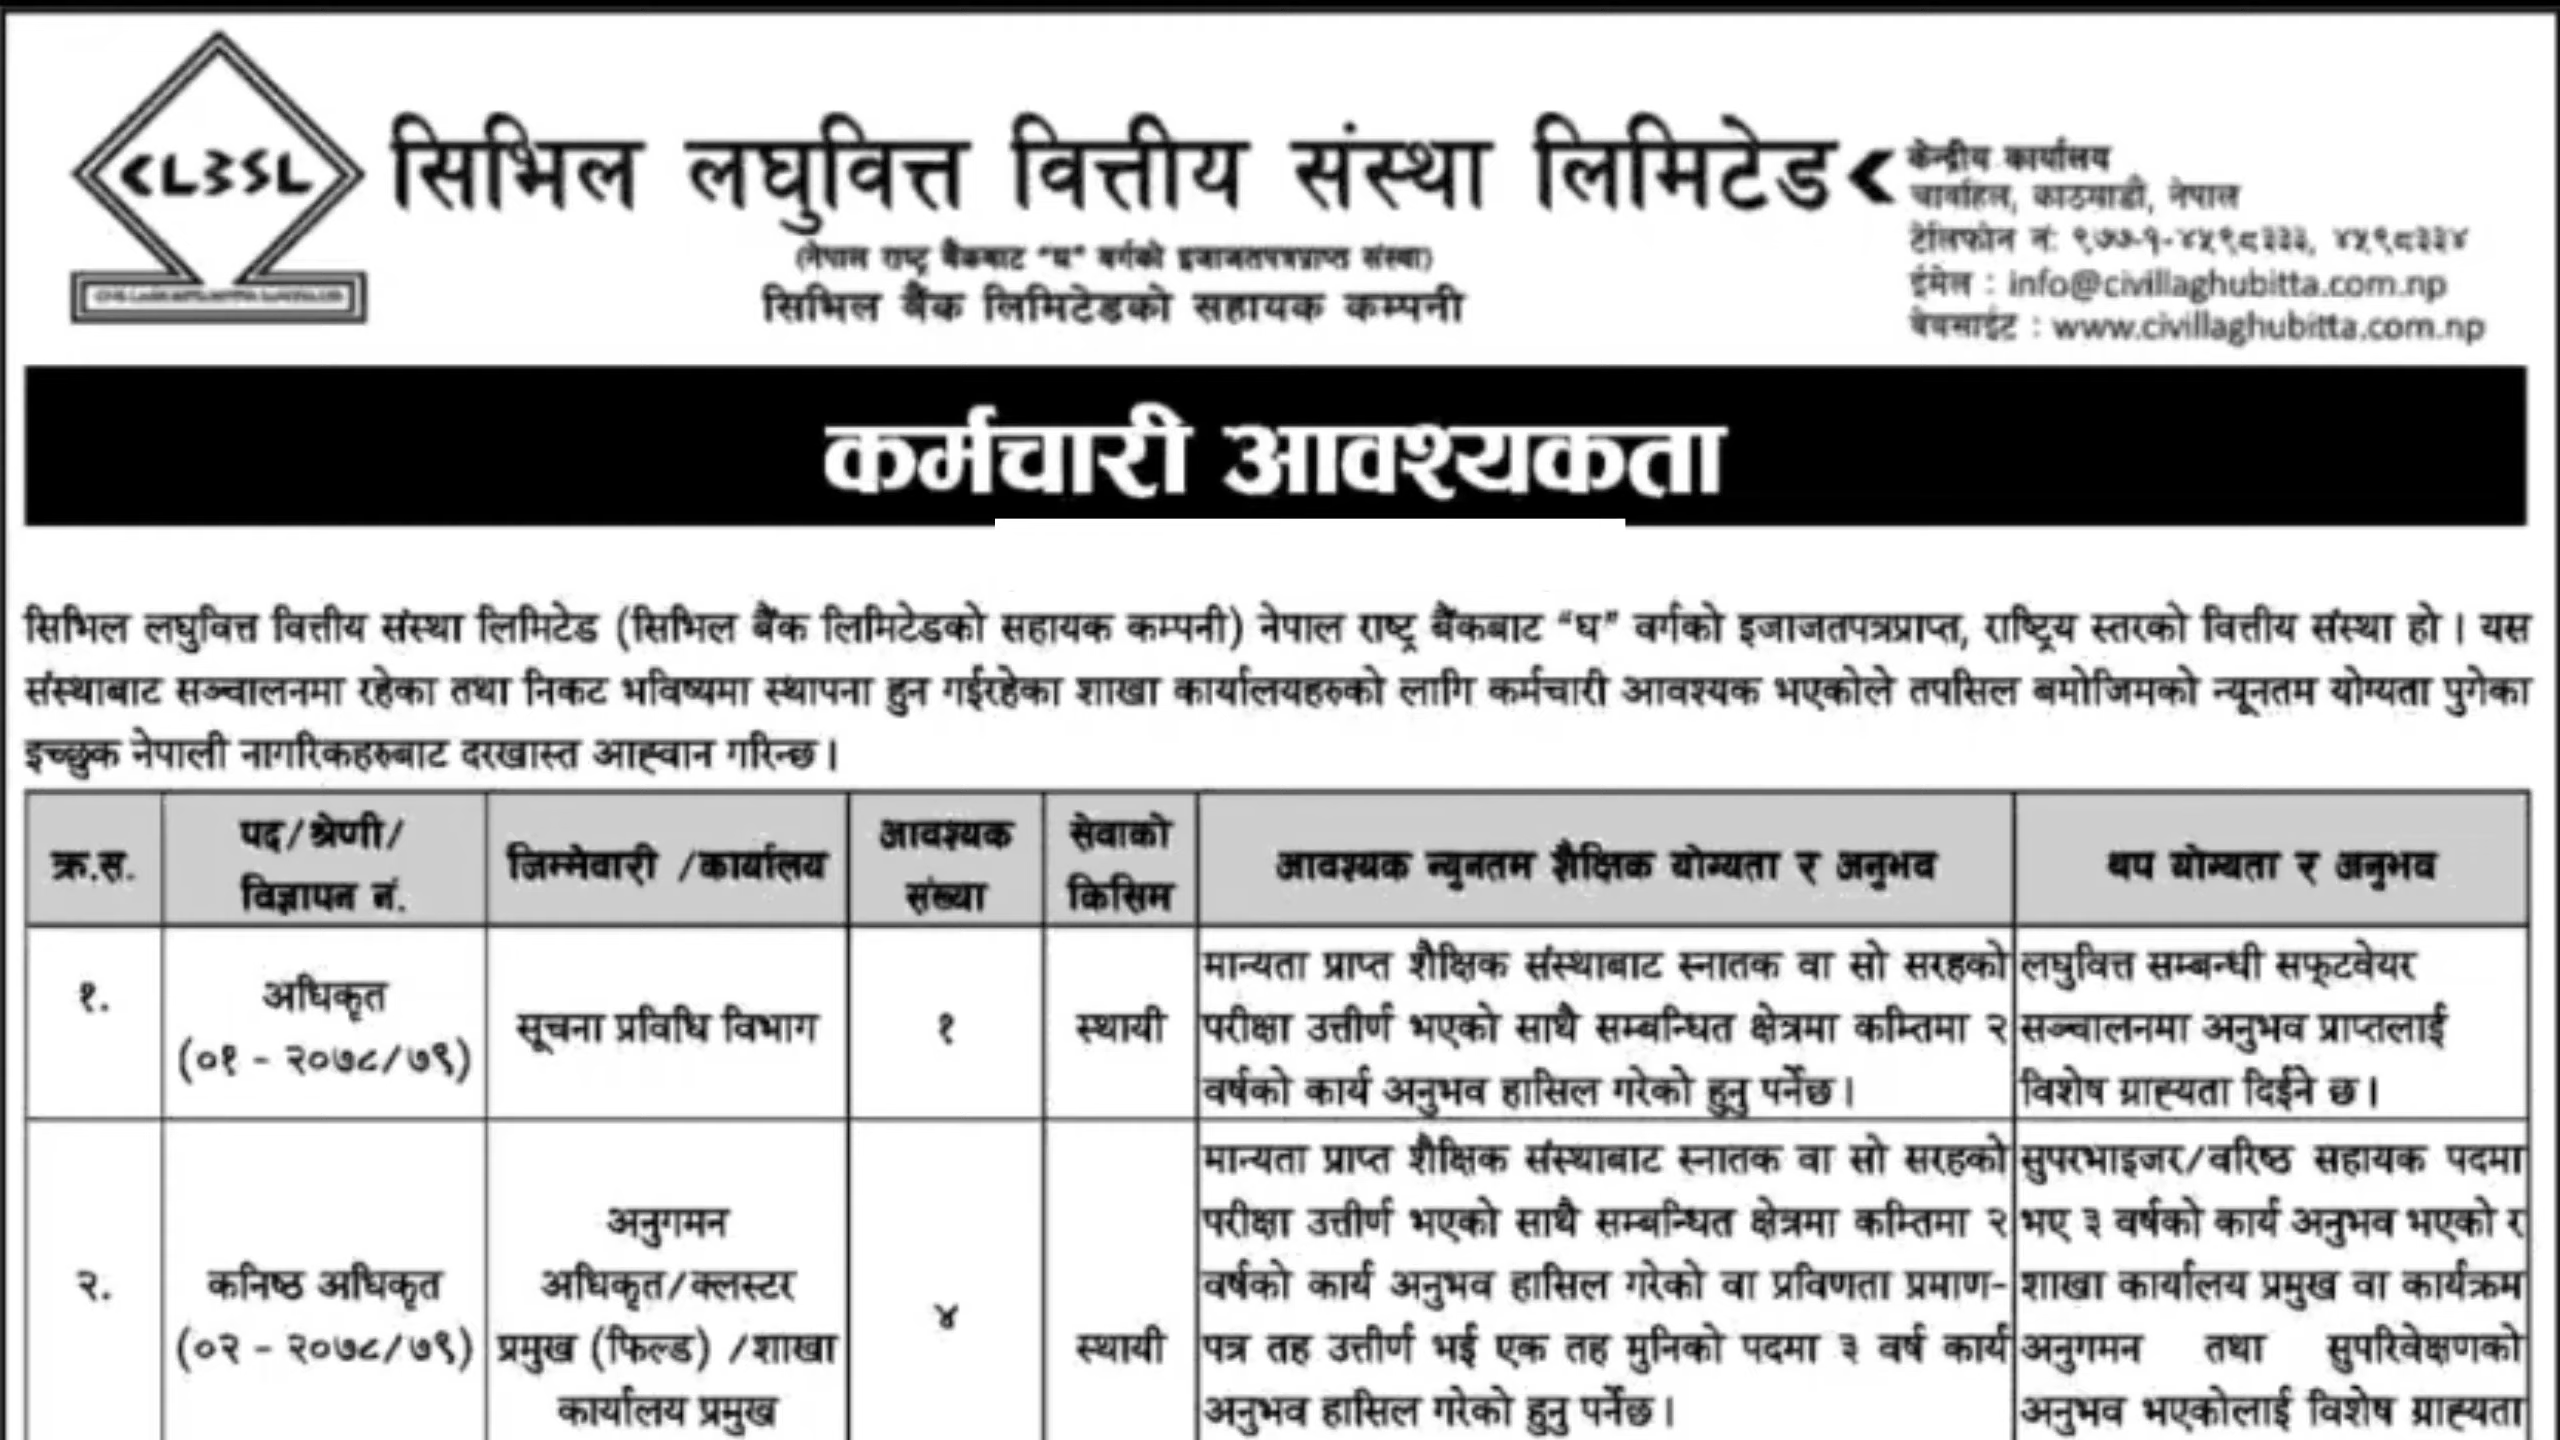 CLBSL
सिभिल लघुवित्त वित्तीय संस्था लिमिटेड
(नेपाल राष्ट्र बैंकबाट "घ" वर्गको इजाजतपत्रप्राप्त संस्था)
सिभिल बैंक लिमिटेडको सहायक कम्पनी
केन्द्रीय कार्यालय
चावहिल, काठमाडौं, नेपाल
टेलिफोन नं: ९७७-१-४५९८३३३, ४५९८३३४
ईमेल : info@civillaghubitta.com.np
वेवसाईट : www.civillaghubitta.com.np
कर्मचारी आवश्यकता
सिभिल लघुवित्त वित्तीय संस्था लिमिटेड (सिभिल बैंक लिमिटेडको सहायक कम्पनी) नेपाल राष्ट्र बैंकबाट "घ" वर्गको इजाजतपत्रप्राप्त, राष्ट्रिय स्तरको वित्तीय संस्था हो । यस
संस्थाबाट सञ्चालनमा रहेका तथा निकट भविष्यमा स्थापना हुन गईरहेका शाखा कार्यालयहरुको लागि कर्मचारी आवश्यक भएकोले तपसिल बमोजिमको न्यूनतम योग्यता पुगेका
इच्छुक नेपाली नागरिकहरुबाट दरखास्त आह्वान गरिन्छ ।
क्र.स.
पद/श्रेणी/
विज्ञापन नं.
जिम्मेवारी /कार्यालय
आवश्यक
संख्या
सेवाको
किसिम
आवश्यक न्यूनतम शैक्षिक योग्यता र अनुभव
थप योग्यता र अनुभव
१.
अधिकृत
(०१ - २०७८/७९)
सूचना प्रविधि विभाग
१
स्थायी
मान्यता प्राप्त शैक्षिक संस्थाबाट स्नातक वा सो सरहको
परीक्षा उत्तीर्ण भएको साथै सम्बन्धित क्षेत्रमा कम्तिमा २
वर्षको कार्य अनुभव हासिल गरेको हुनु पर्नेछ ।
लघुवित्त सम्बन्धी सफ्टवेयर
सञ्चालनमा अनुभव प्राप्तलाई
विशेष ग्राह्यता दिईने छ ।
२.
कनिष्ठ अधिकृत
(०२ - २०७८/७९)
अनुगमन
अधिकृत/क्लस्टर
प्रमुख (फिल्ड) /शाखा
कार्यालय प्रमुख
४
स्थायी
मान्यता प्राप्त शैक्षिक संस्थाबाट स्नातक वा सो सरहको
परीक्षा उत्तीर्ण भएको साथै सम्बन्धित क्षेत्रमा कम्तिमा २
वर्षको कार्य अनुभव हासिल गरेको वा प्रविणता प्रमाण-
पत्र तह उत्तीर्ण भई एक तह मुनिको पदमा ३ वर्ष कार्य
अनुभव हासिल गरेको हुनु पर्नेछ ।
सुपरभाइजर/वरिष्ठ सहायक पदमा
भए ३ वर्षको कार्य अनुभव भएको र
शाखा कार्यालय प्रमुख वा कार्यक्रम
अनुगमन तथा सुपरिवेक्षणको
अनुभव भएकोलाई विशेष ग्राह्यता